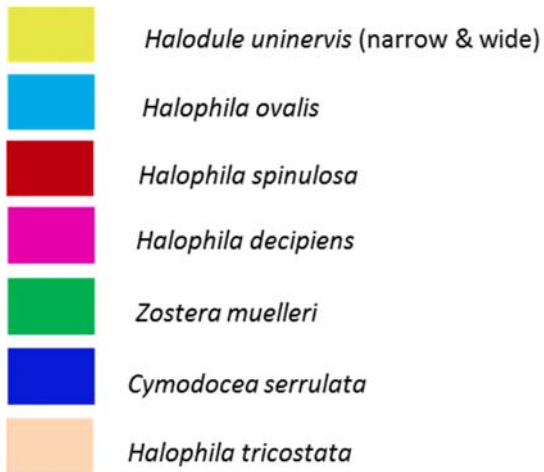 Halodule uninervis (narrow & wide)
Halophila ovalis
Halophila spinulosa
Halophila decipiens
Zostera muelleri
Cymodocea serrulata
Halophila tricostata